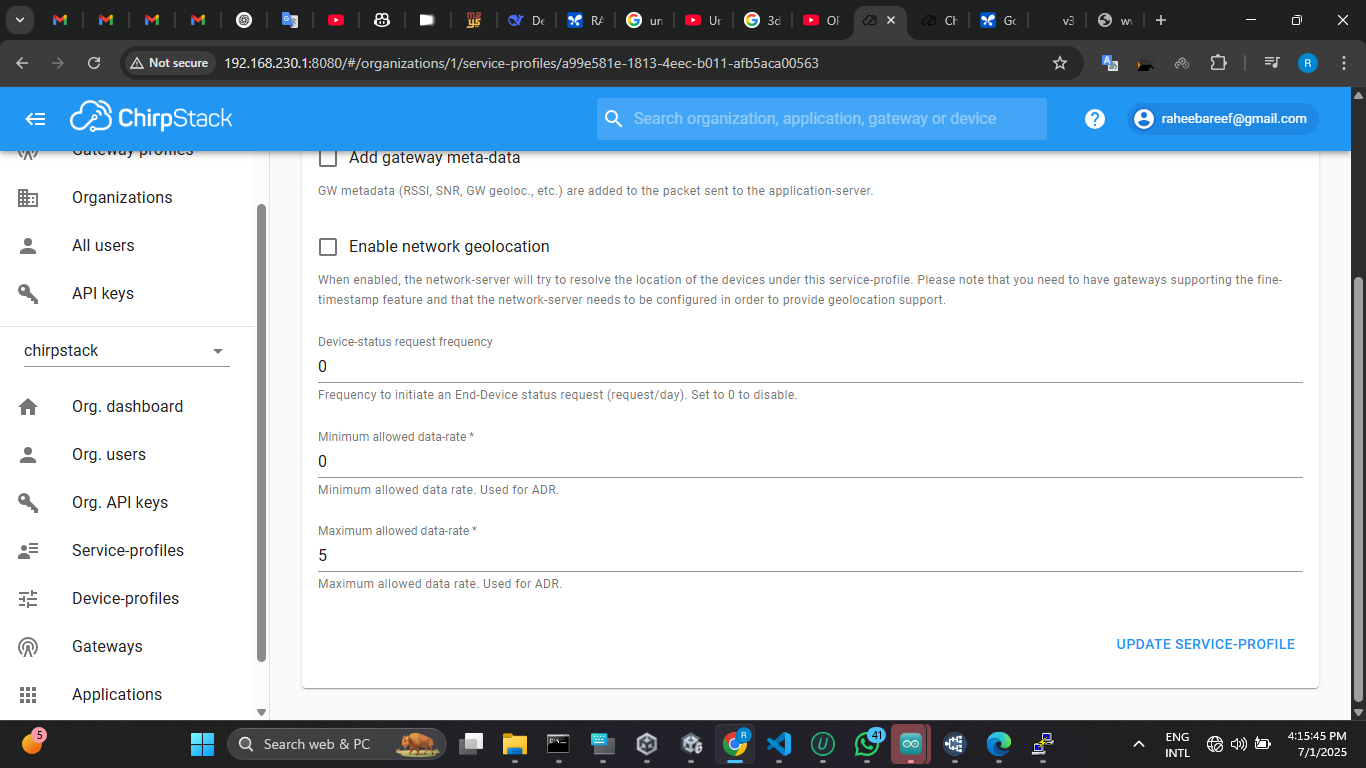 De
RA
un
Ur
3d
Ol
Ch
Go
v3
Not secure
192.168.230.1:8080/#/organizations/1/service-profiles/a99e581e-1813-4eec-b011-afb5aca00563
R
ChirpStack
Search organization, application, gateway or device
raheebareef@gmail.com
Gateway profiles
Organizations
All users
API keys
chirpstack
Org. dashboard
Org. users
Org. API keys
Service-profiles
Device-profiles
Gateways
Applications
Add gateway meta-data
GW metadata (RSSI, SNR, GW geoloc., etc.) are added to the packet sent to the application-server.
Enable network geolocation
When enabled, the network-server will try to resolve the location of the devices under this service-profile. Please note that you need to have gateways supporting the fine-
timestamp feature and that the network-server needs to be configured in order to provide geolocation support.
Device-status request frequency
0
Frequency to initiate an End-Device status request (request/day). Set to 0 to disable.
Minimum allowed data-rate *
0
Minimum allowed data rate. Used for ADR.
Maximum allowed data-rate *
5
Maximum allowed data rate. Used for ADR.
UPDATE SERVICE-PROFILE
5
Search web & PC
R
41
ENG
INTL
4:15:45 PM
7/1/2025